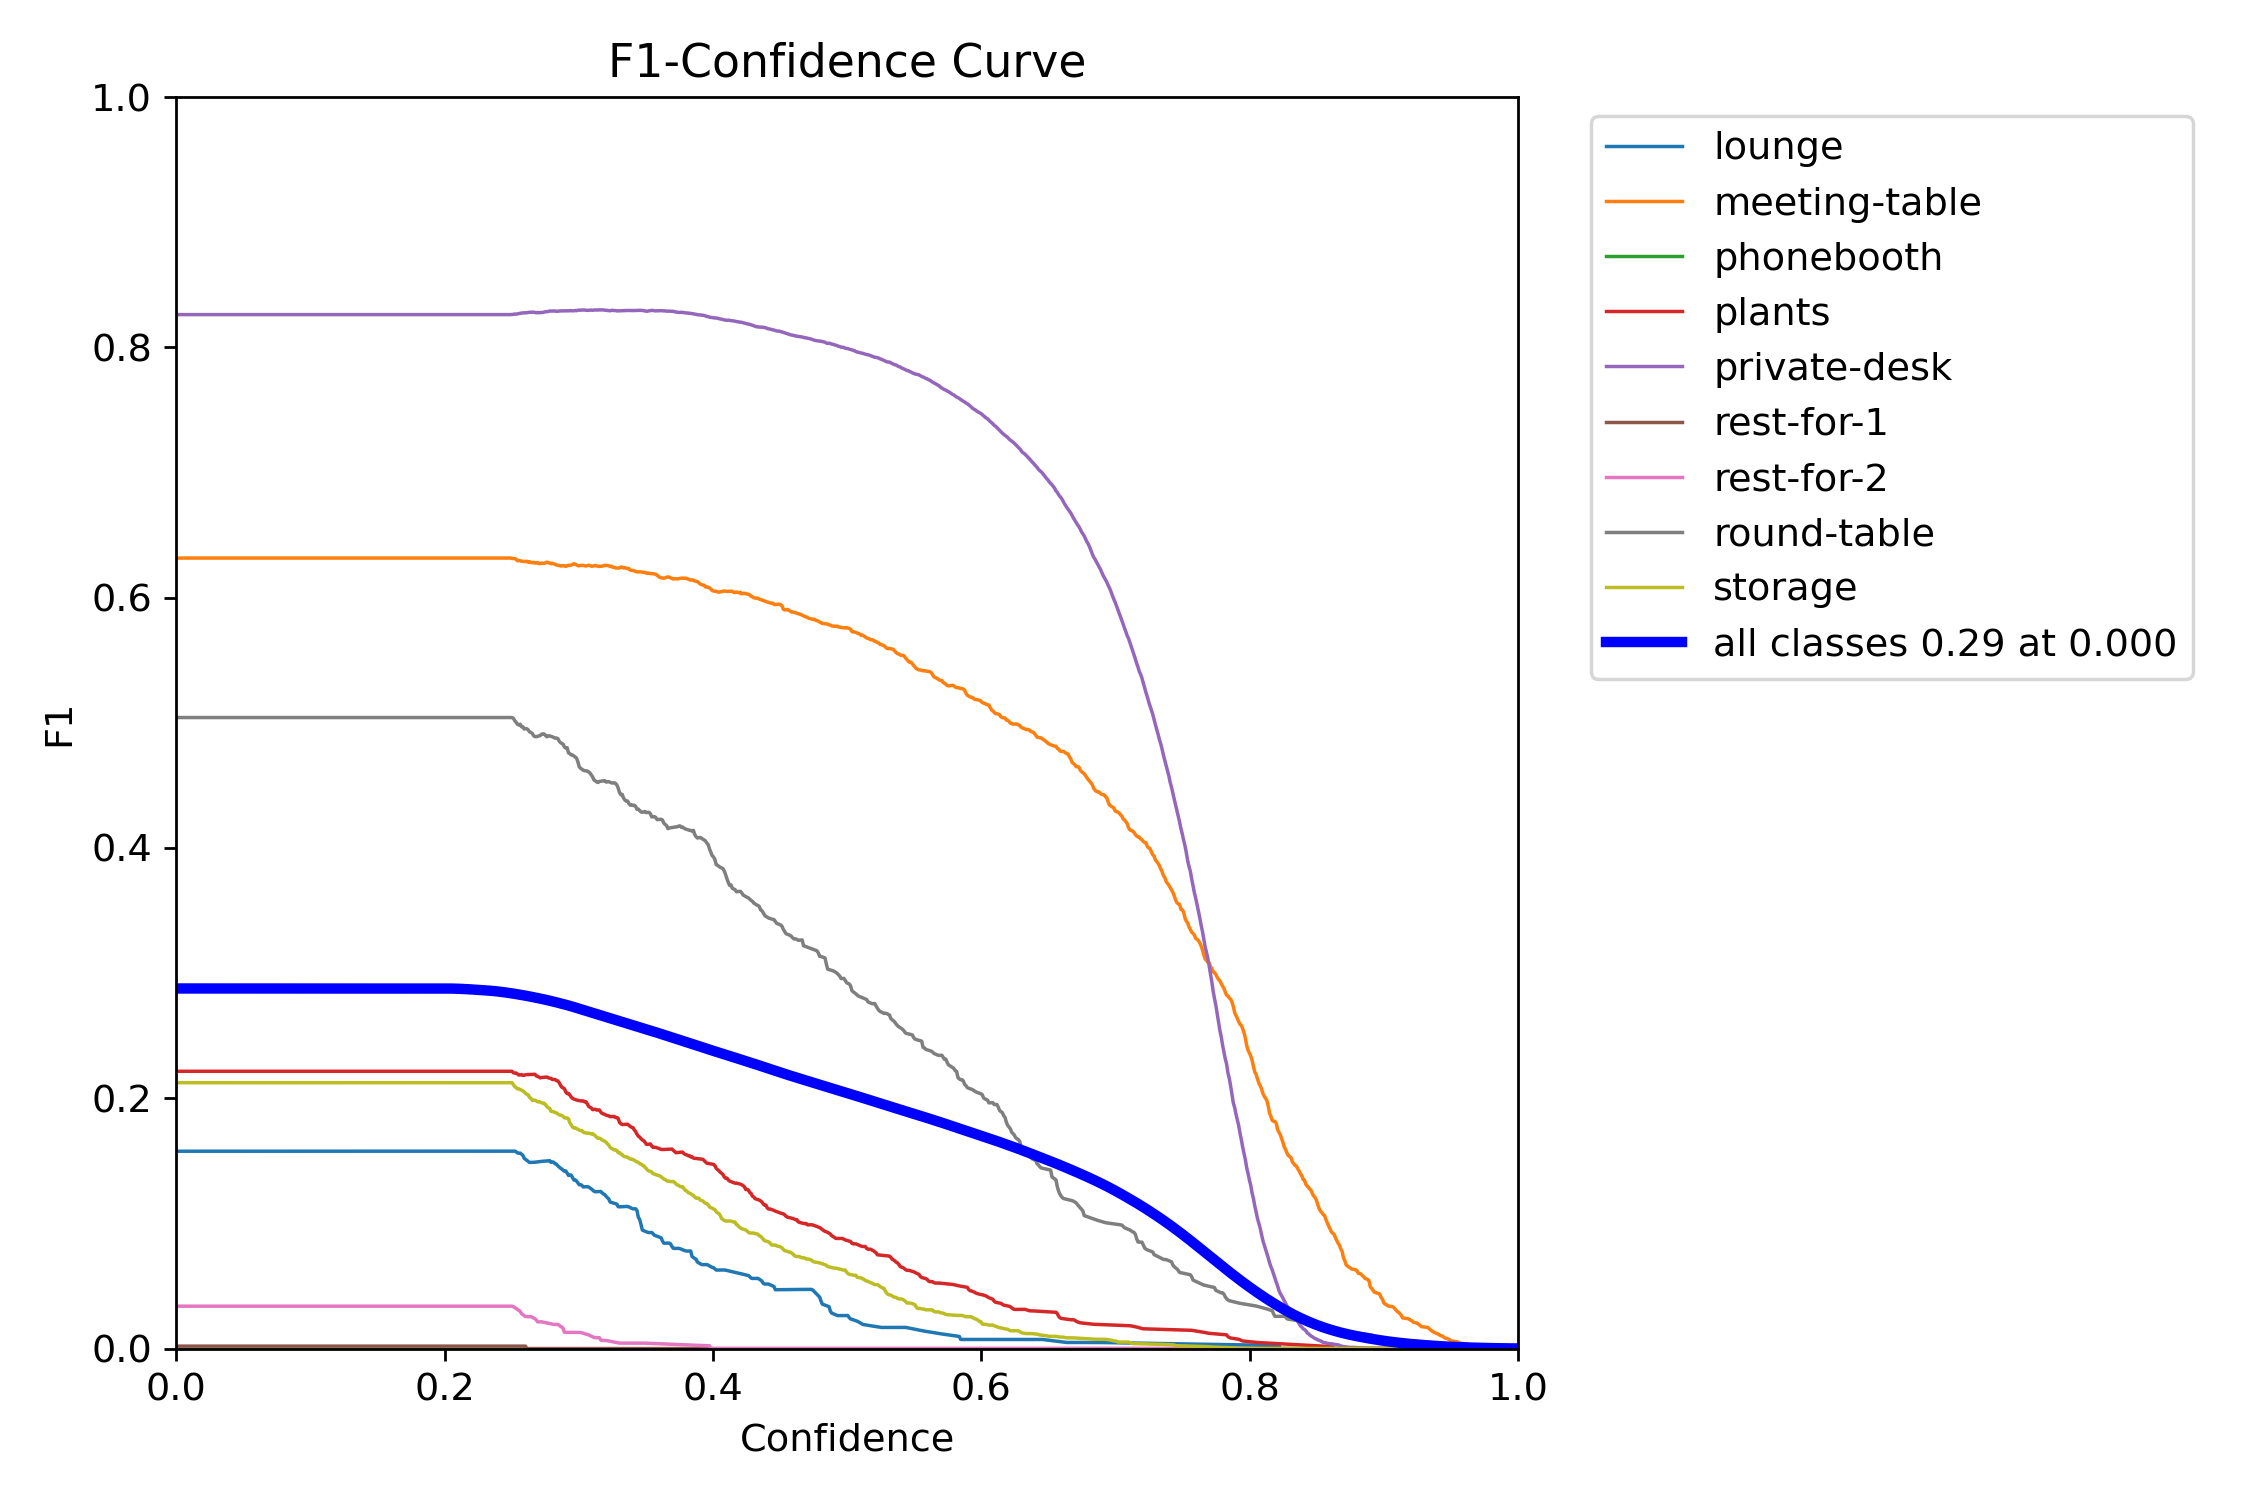 F1-Confidence Curve
1.0
0.8
0.6
0.4
0.2
0.0
F1
0.0 0.2 0.4 0.6 0.8 1.0
Confidence
lounge
meeting-table
phonebooth
plants
private-desk
rest-for-1
rest-for-2
round-table
storage
all classes 0.29 at 0.000